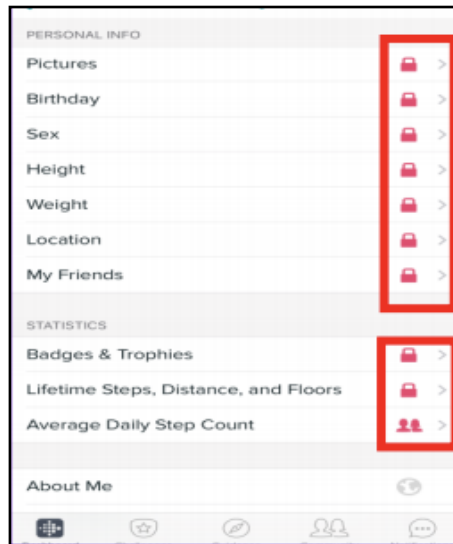 PERSONAL INFO
Pictures
Birthday
Sex
Height
Weight
Location
My Friends
STATISTICS
Badges & Trophies
Lifetime Steps, Distance, and Floors
Average Daily Step Count
About Me